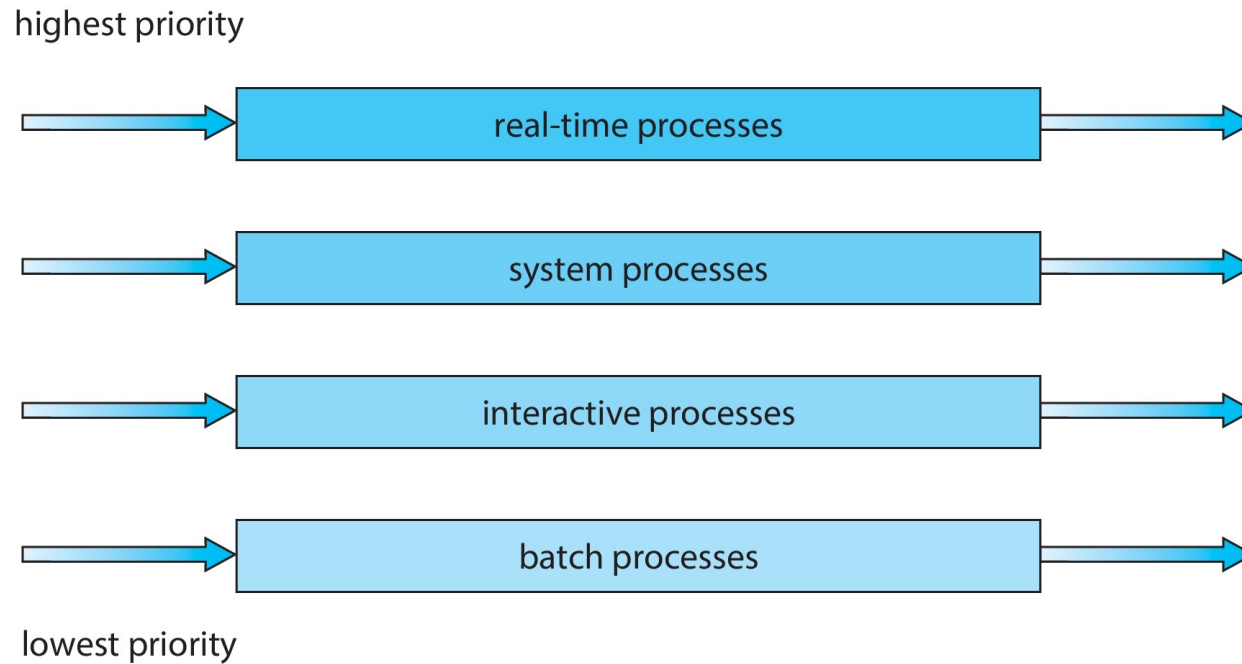 highest priority
real-time processes
system processes
interactive processes
batch processes
lowest priority